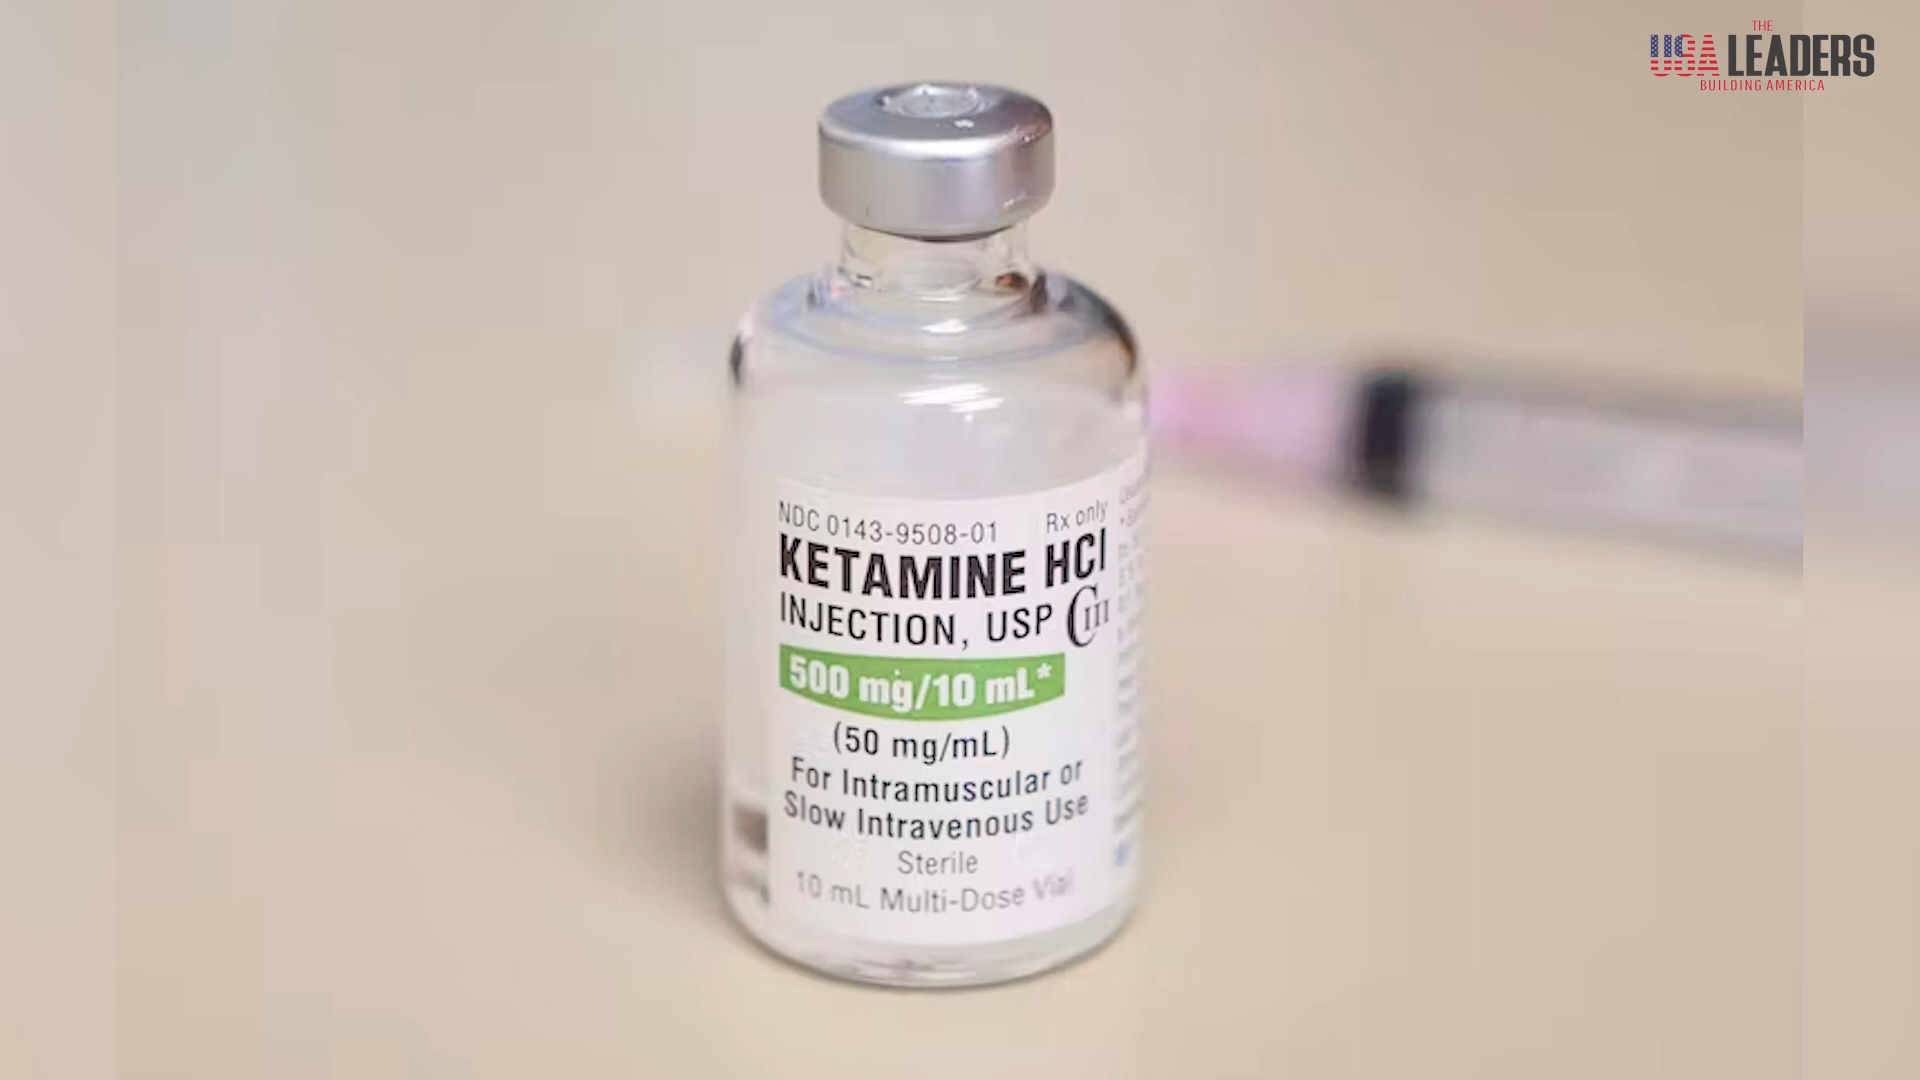 THE
USA LEADERS
BUILDING AMERICA
NDC 0143-9508-01 Rx only
KETAMINE HCl
INJECTION, USP CIII
500 mg/10 mL*
(50 mg/mL)
For Intramuscular or
Slow Intravenous Use
Sterile
10 mL Multi-Dose Vial